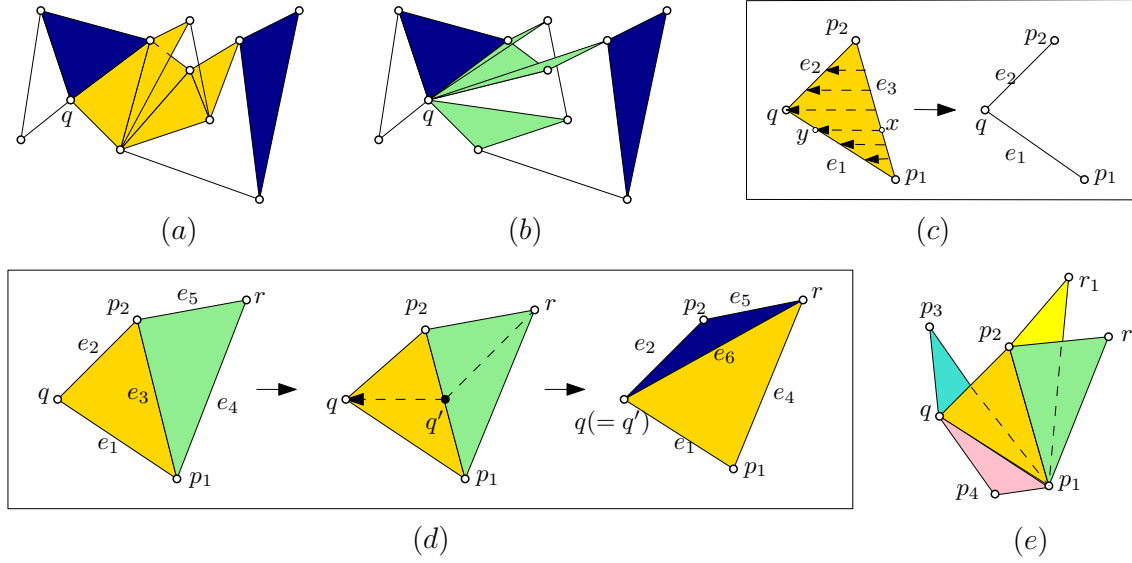 q
(a)
q
(b)
p₂
e₂
e₃
q
y
x
e₁
p₁
p₂
e₂
q
e₁
p₁
(c)
p₂
e₅
r
e₂
q
e₃
e₄
e₁
p₁
p₂
r
q
q′
p₁
p₂
e₅
r
e₂
e₆
e₄
q(= q′)
e₁
p₁
(d)
r₁
p₃
p₂
r
q
p₄
p₁
(e)